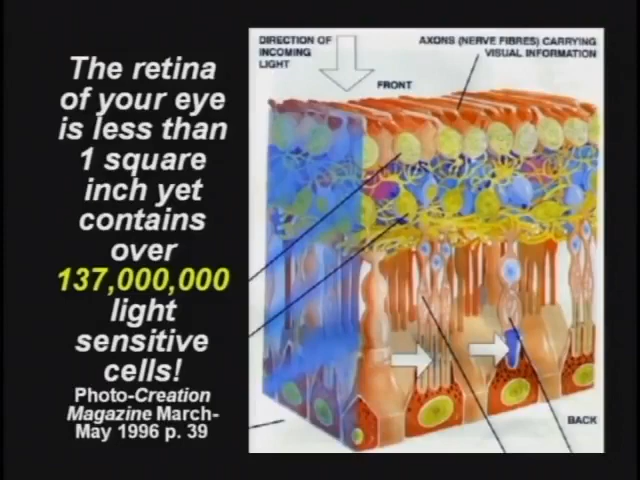 The retina
of your eye
is less than
1 square
inch yet
contains
over
137,000,000
light
sensitive
cells!
Photo-Creation
Magazine March-
May 1996 p. 39
DIRECTION OF
INCOMING
LIGHT
FRONT
AXONS (NERVE FIBRES) CARRYING
VISUAL INFORMATION
BACK